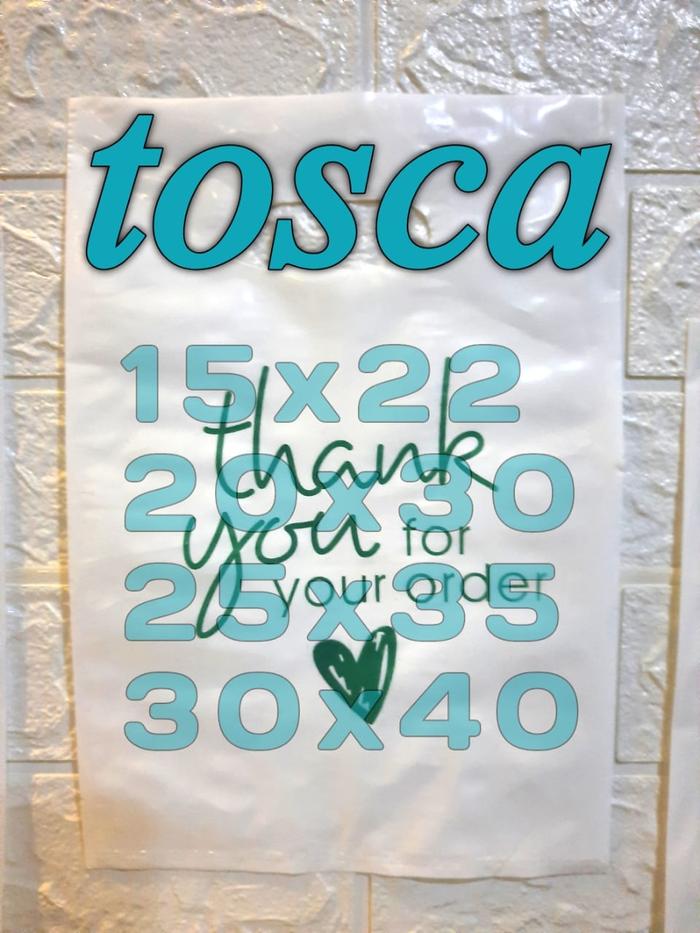 tosca
15x22
thank
20x30
you for
25x35
your order
30x40